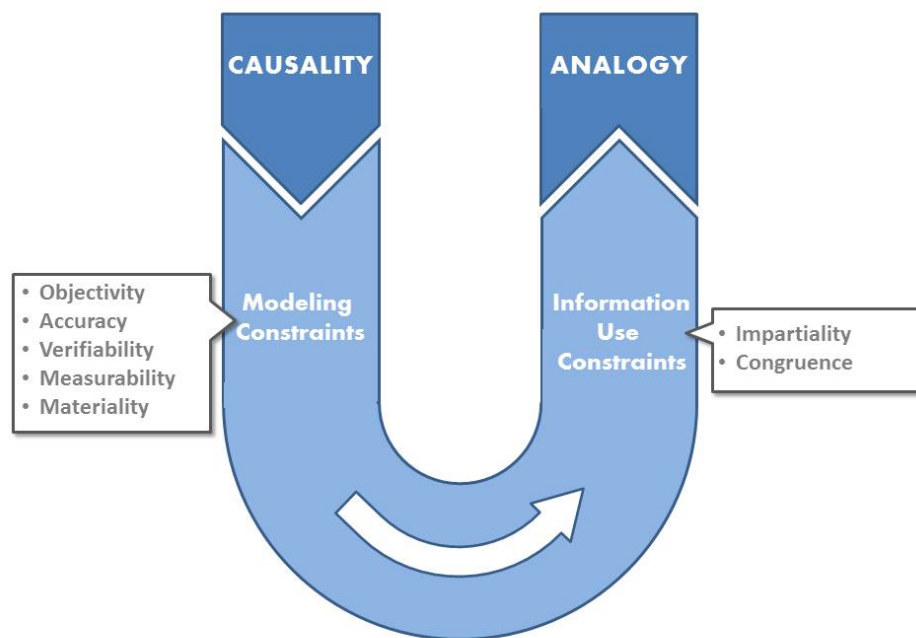 CAUSALITY
ANALOGY
Modeling
Constraints
• Objectivity
• Accuracy
• Verifiability
• Measurability
• Materiality
Information
Use
Constraints
• Impartiality
• Congruence